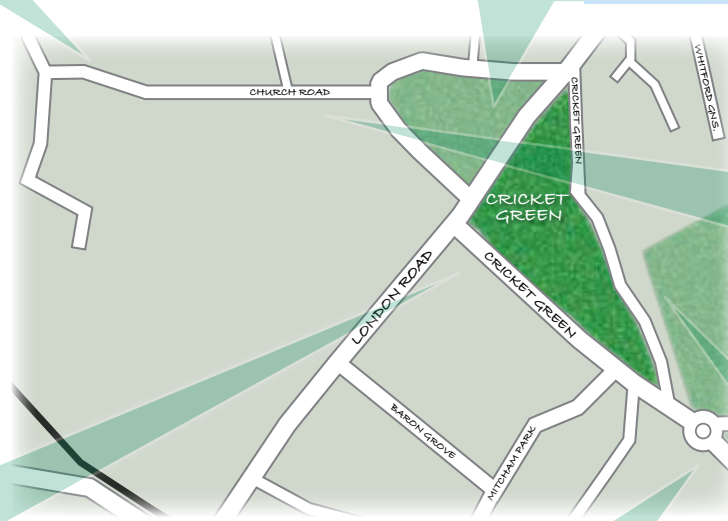 WHITFORD GNS.
CHURCH ROAD
CRICKET GREEN
CRICKET
GREEN
LONDON ROAD
CRICKET GREEN
BARON GROVE
MITCHAM PARK